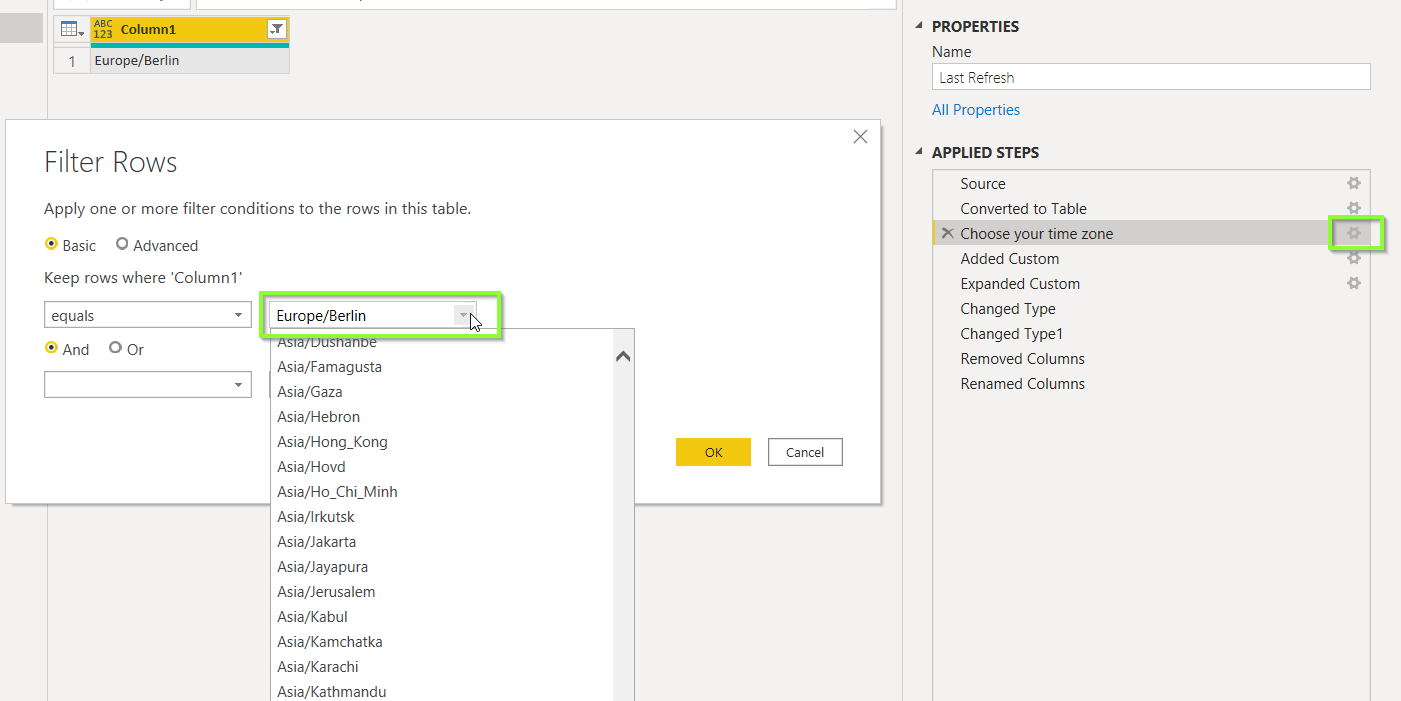 ABC
123 Column1
1 Europe/Berlin
Filter Rows
Apply one or more filter conditions to the rows in this table.
Basic Advanced
Keep rows where 'Column1'
equals Europe/Berlin
And Or
Asia/Dushanbe
Asia/Famagusta
Asia/Gaza
Asia/Hebron
Asia/Hong_Kong
Asia/Hovd
Asia/Ho_Chi_Minh
Asia/Irkutsk
Asia/Jakarta
Asia/Jayapura
Asia/Jerusalem
Asia/Kabul
Asia/Kamchatka
Asia/Karachi
Asia/Kathmandu
OK Cancel
PROPERTIES
Name
Last Refresh
All Properties
APPLIED STEPS
Source
Converted to Table
Choose your time zone
Added Custom
Expanded Custom
Changed Type
Changed Type1
Removed Columns
Renamed Columns